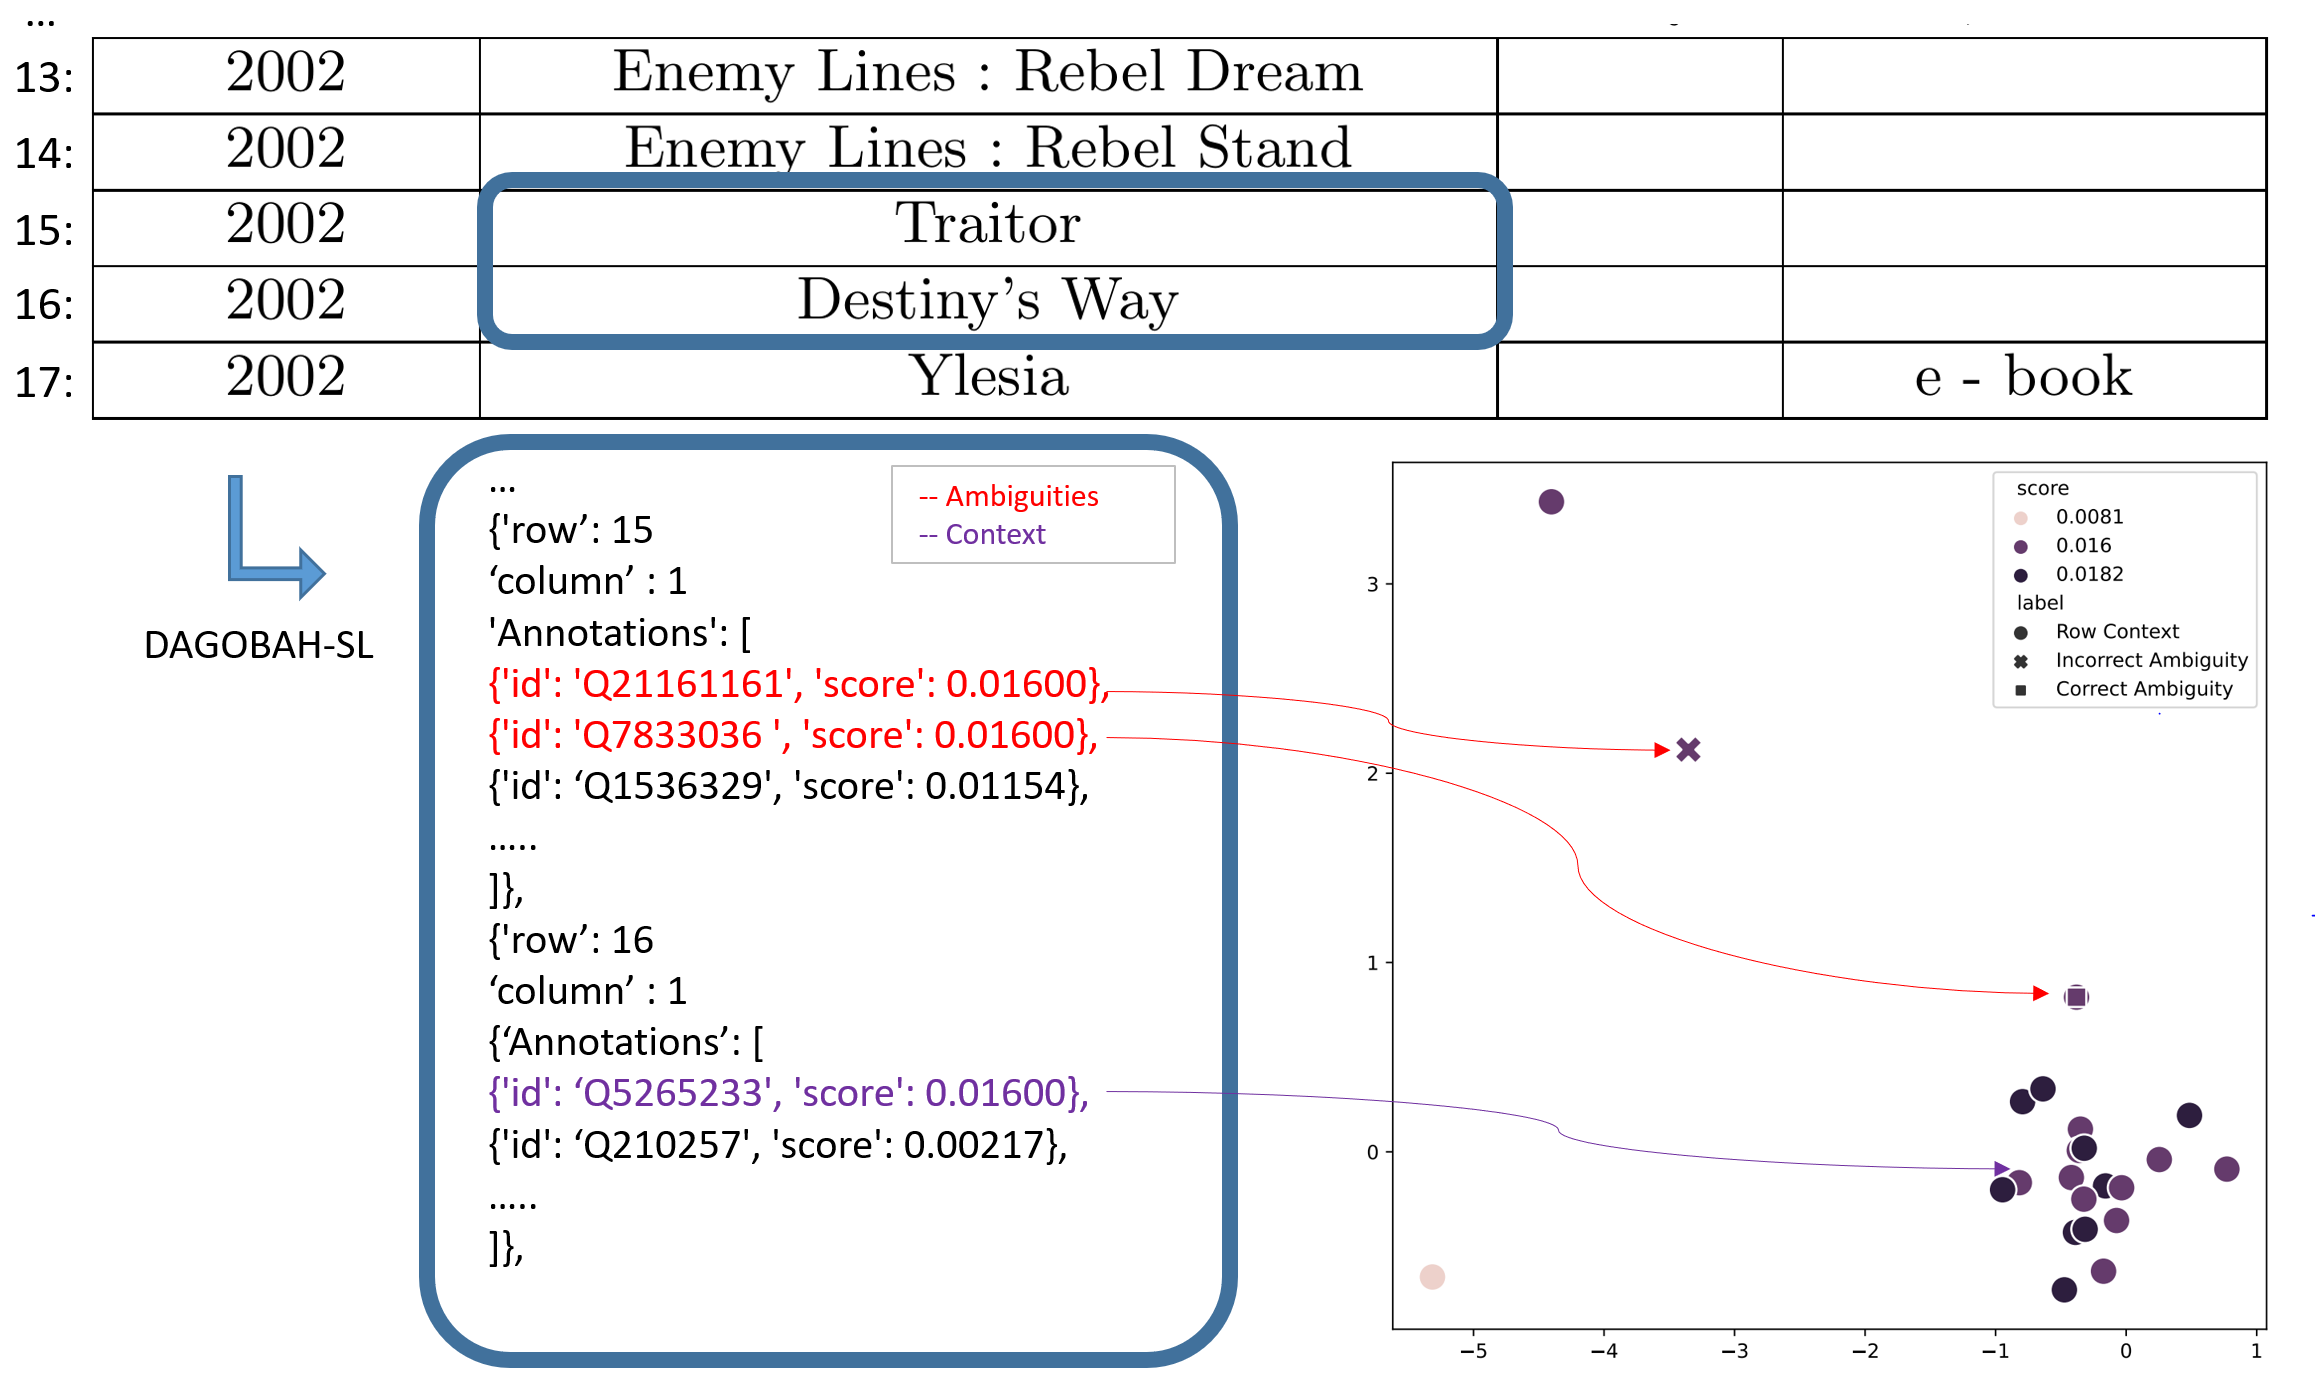 ...
13: 2002 Enemy Lines : Rebel Dream
14: 2002 Enemy Lines : Rebel Stand
15: 2002 Traitor
16: 2002 Destiny’s Way
17: 2002 Ylesia e - book
DAGOBAH-SL
-- Ambiguities
-- Context
...
{'row’: 15
‘column’ : 1
'Annotations': [
{'id': 'Q21161161', 'score': 0.01600},
{'id': 'Q7833036 ', 'score': 0.01600},
{'id': ‘Q1536329', 'score': 0.01154},
.....
]},
{'row’: 16
‘column’ : 1
{‘Annotations’: [
{'id': ‘Q5265233', 'score': 0.01600},
{'id': ‘Q210257', 'score': 0.00217},
.....
]},
score
0.0081
0.016
0.0182
label
Row Context
Incorrect Ambiguity
Correct Ambiguity
3
2
1
0
−5 −4 −3 −2 −1 0 1